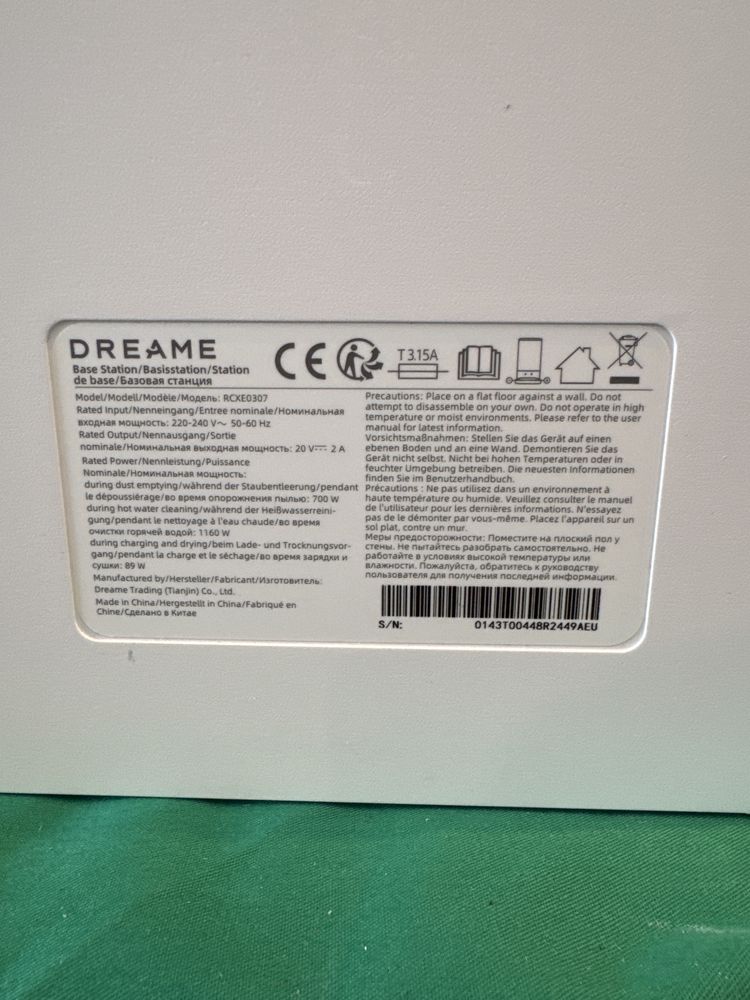 DREAME
Base Station/Basisstation/Station
de base/Базовая станция
CE
T 3.15A
Model/Modell/Modèle/Модель: RCXE0307
Rated Input/Nenneingang/Entree nominale/Номинальная
входная мощность: 220-240 V～ 50-60 Hz
Rated Output/Nennausgang/Sortie
nominale/Номинальная выходная мощность: 20 V⎓ 2 A
Rated Power/Nennleistung/Puissance
Nominale/Номинальная мощность:
during dust emptying/während der Staubentleerung/pendant
le dépoussiérage/во время опорожнения пылью: 700 W
during hot water cleaning/während der Heißwasserreini-
gung/pendant le nettoyage à l'eau chaude/во время
очистки горячей водой: 1160 W
during charging and drying/beim Lade- und Trocknungsvor-
gang/pendant la charge et le séchage/во время зарядки и
сушки: 89 W
Manufactured by/Hersteller/Fabricant/Изготовитель:
Dreame Trading (Tianjin) Co., Ltd.
Made in China/Hergestellt in China/Fabriqué en
Chine/Сделано в Китае
Precautions: Place on a flat floor against a wall. Do not
attempt to disassemble on your own. Do not operate in high
temperature or moist environments. Please refer to the user
manual for latest information.
Vorsichtsmaßnahmen: Stellen Sie das Gerät auf einen
ebenen Boden und an eine Wand. Demontieren Sie das
Gerät nicht selbst. Nicht bei hohen Temperaturen oder in
feuchter Umgebung betreiben. Die neuesten Informationen
finden Sie im Benutzerhandbuch.
Précautions : Ne pas utilisez dans un environnement à
haute température ou humide. Veuillez consulter le manuel
de l'utilisateur pour les dernières informations. N'essayez
pas de le démonter par vous-même. Placez l'appareil sur un
sol plat, contre un mur.
Меры предосторожности: Поместите на плоский пол у
стены. Не пытайтесь разобрать самостоятельно. Не
работайте в условиях высокой температуры или
влажности. Пожалуйста, обратитесь к руководству
пользователя для получения последней информации.
S/N: 0143T00448R2449AEU